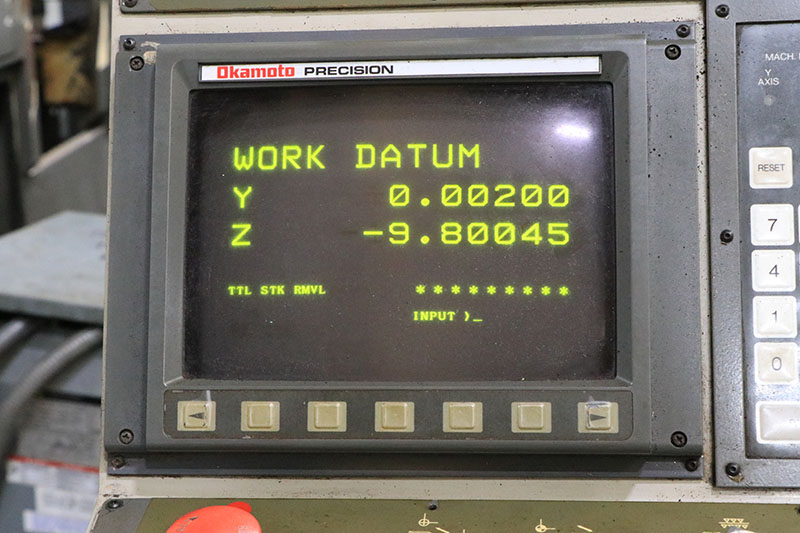 Okamoto PRECISION
WORK DATUM
Y 0.00200
Z -9.80045
TTL STK RMVL *********
INPUT )_
MACH.
Y
AXIS
RESET
7
4
1
0